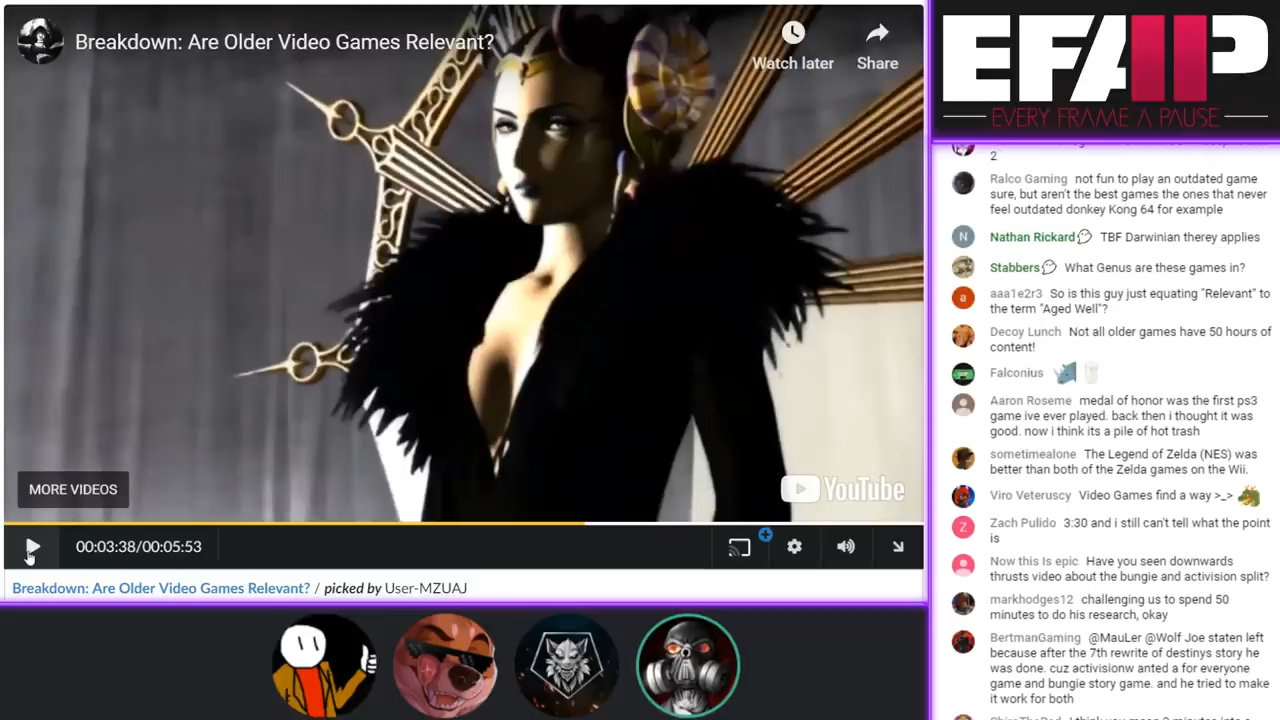 Breakdown: Are Older Video Games Relevant?
Watch later
Share
MORE VIDEOS
YouTube
00:03:38/00:05:53
Breakdown: Are Older Video Games Relevant? / picked by User-MZUAJ
EFAP
EVERY FRAME A PAUSE
2
Ralco Gaming not fun to play an outdated game
sure, but aren't the best games the ones that never
feel outdated donkey Kong 64 for example
N Nathan Rickard TBF Darwinian therey applies
Stabbers What Genus are these games in?
a aaa1e2r3 So is this guy just equating "Relevant" to
the term "Aged Well"?
Decoy Lunch Not all older games have 50 hours of
content!
Falconius
Aaron Roseme medal of honor was the first ps3
game ive ever played. back then i thought it was
good. now i think its a pile of hot trash
sometimealone The Legend of Zelda (NES) was
better than both of the Zelda games on the Wii.
Viro Veteruscy Video Games find a way >_>
Z Zach Pulido 3:30 and i still can't tell what the point
is
Now this Is epic Have you seen downwards
thrusts video about the bungie and activision split?
markhodges12 challenging us to spend 50
minutes to do his research, okay
BertmanGaming @MauLer @Wolf Joe staten left
because after the 7th rewrite of destinys story he
was done. cuz activisionw anted a for everyone
game and bungie story game. and he tried to make
it work for both